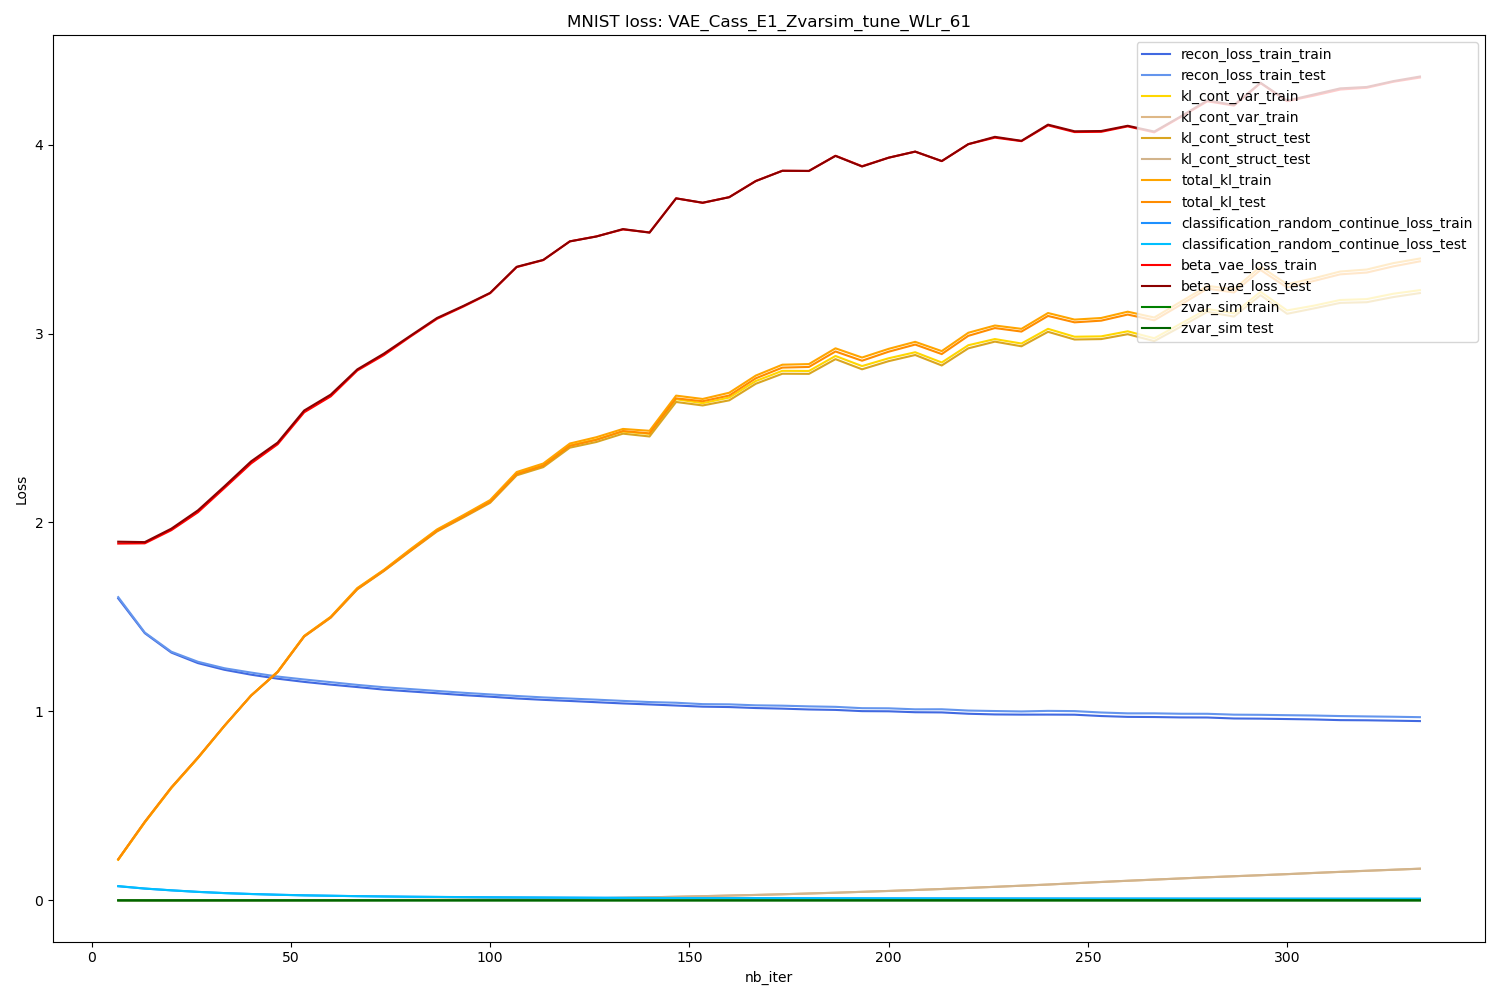 MNIST loss: VAE_Cass_E1_Zvarsim_tune_WLr_61
recon_loss_train_train
recon_loss_train_test
kl_cont_var_train
kl_cont_var_train
kl_cont_struct_test
kl_cont_struct_test
total_kl_train
total_kl_test
classification_random_continue_loss_train
classification_random_continue_loss_test
beta_vae_loss_train
beta_vae_loss_test
zvar_sim train
zvar_sim test
Loss
4
3
2
1
0
0 50 100 150 200 250 300
nb_iter